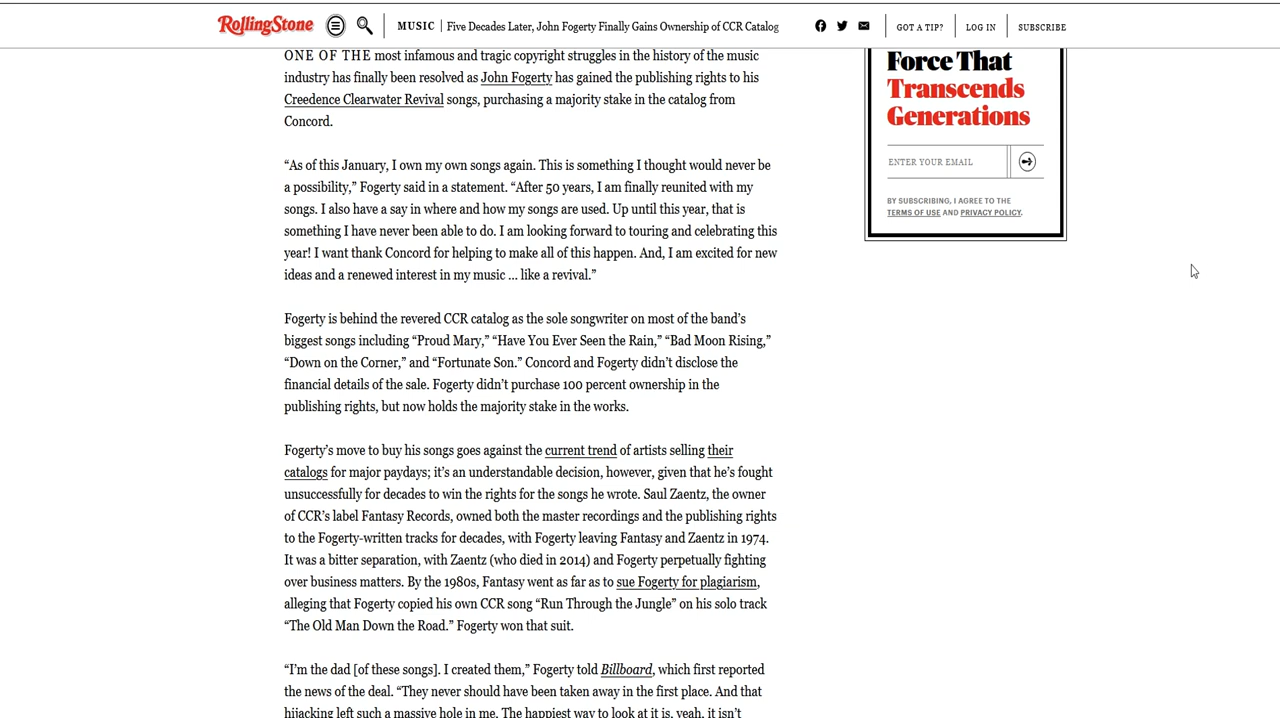 RollingStone
MUSIC | Five Decades Later, John Fogerty Finally Gains Ownership of CCR Catalog
GOT A TIP?
LOG IN
SUBSCRIBE
ONE OF THE most infamous and tragic copyright struggles in the history of the music
industry has finally been resolved as John Fogerty has gained the publishing rights to his
Creedence Clearwater Revival songs, purchasing a majority stake in the catalog from
Concord.
“As of this January, I own my own songs again. This is something I thought would never be
a possibility,” Fogerty said in a statement. “After 50 years, I am finally reunited with my
songs. I also have a say in where and how my songs are used. Up until this year, that is
something I have never been able to do. I am looking forward to touring and celebrating this
year! I want thank Concord for helping to make all of this happen. And, I am excited for new
ideas and a renewed interest in my music ... like a revival.”
Fogerty is behind the revered CCR catalog as the sole songwriter on most of the band’s
biggest songs including “Proud Mary,” “Have You Ever Seen the Rain,” “Bad Moon Rising,”
“Down on the Corner,” and “Fortunate Son.” Concord and Fogerty didn’t disclose the
financial details of the sale. Fogerty didn’t purchase 100 percent ownership in the
publishing rights, but now holds the majority stake in the works.
Fogerty’s move to buy his songs goes against the current trend of artists selling their
catalogs for major paydays; it’s an understandable decision, however, given that he’s fought
unsuccessfully for decades to win the rights for the songs he wrote. Saul Zaentz, the owner
of CCR’s label Fantasy Records, owned both the master recordings and the publishing rights
to the Fogerty-written tracks for decades, with Fogerty leaving Fantasy and Zaentz in 1974.
It was a bitter separation, with Zaentz (who died in 2014) and Fogerty perpetually fighting
over business matters. By the 1980s, Fantasy went as far as to sue Fogerty for plagiarism,
alleging that Fogerty copied his own CCR song “Run Through the Jungle” on his solo track
“The Old Man Down the Road.” Fogerty won that suit.
“I’m the dad [of these songs]. I created them,” Fogerty told Billboard, which first reported
the news of the deal. “They never should have been taken away in the first place. And that
hijacking left such a massive hole in me. The happiest way to look at it is, yeah, it isn’t
Force That
Transcends
Generations
ENTER YOUR EMAIL
BY SUBSCRIBING, I AGREE TO THE
TERMS OF USE AND PRIVACY POLICY.